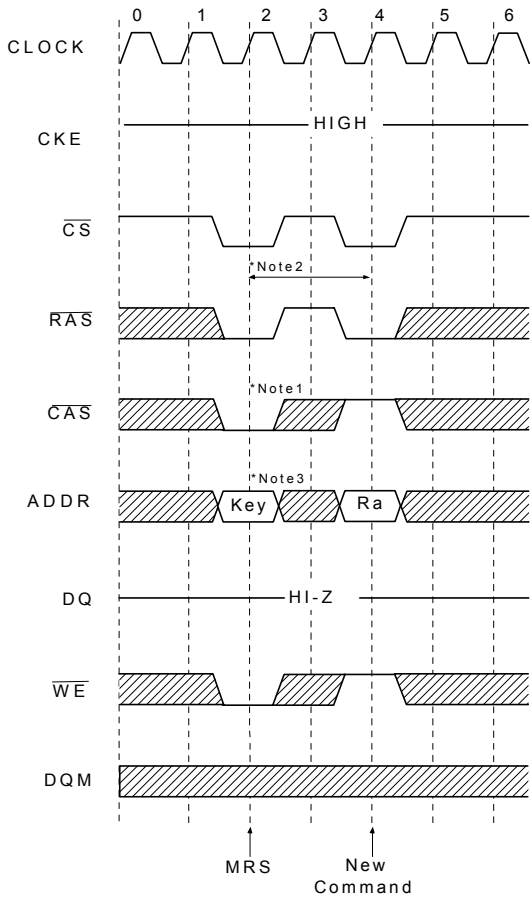 0 1 2 3 4 5 6
CLOCK
HIGH
CKE
CS
*Note2
RAS
*Note1
CAS
*Note3
ADDR
Key
Ra
DQ
HI-Z
WE
DQM
MRS
New
Command